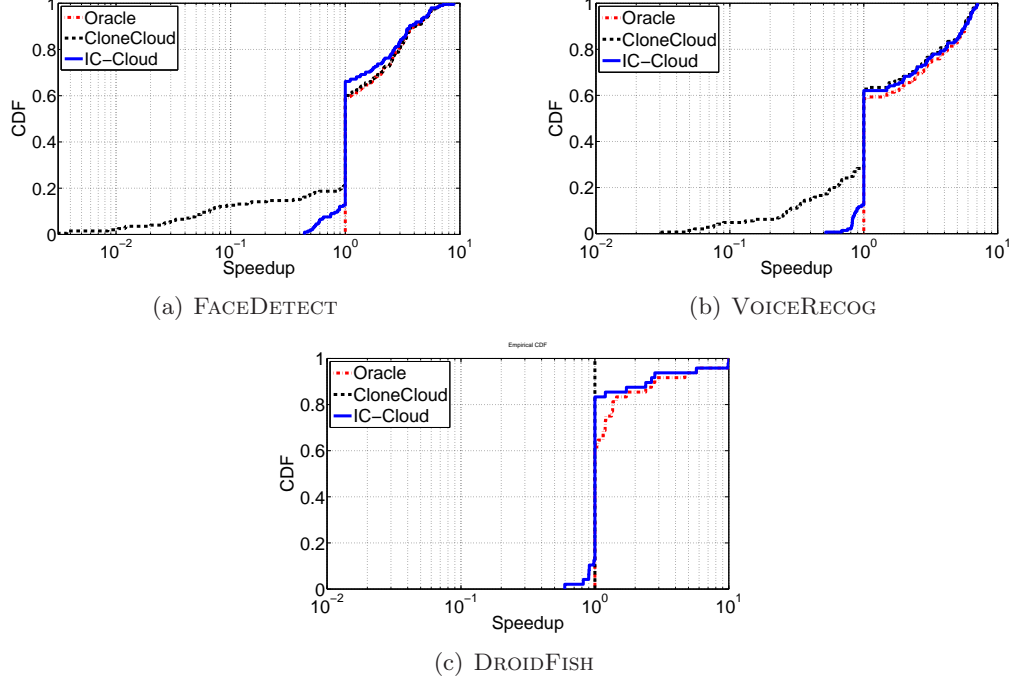 1
0.8
0.6
0.4
0.2
0
CDF
Oracle
CloneCloud
IC-Cloud
10^-2
10^-1
10^0
10^1
Speedup
(a) FACEDETECT
1
0.8
0.6
0.4
0.2
0
CDF
Oracle
CloneCloud
IC-Cloud
10^-2
10^-1
10^0
10^1
Speedup
(b) VOICERECOG
Empirical CDF
1
0.8
0.6
0.4
0.2
0
CDF
Oracle
CloneCloud
IC-Cloud
10^-2
10^-1
10^0
10^1
Speedup
(c) DROIDFISH